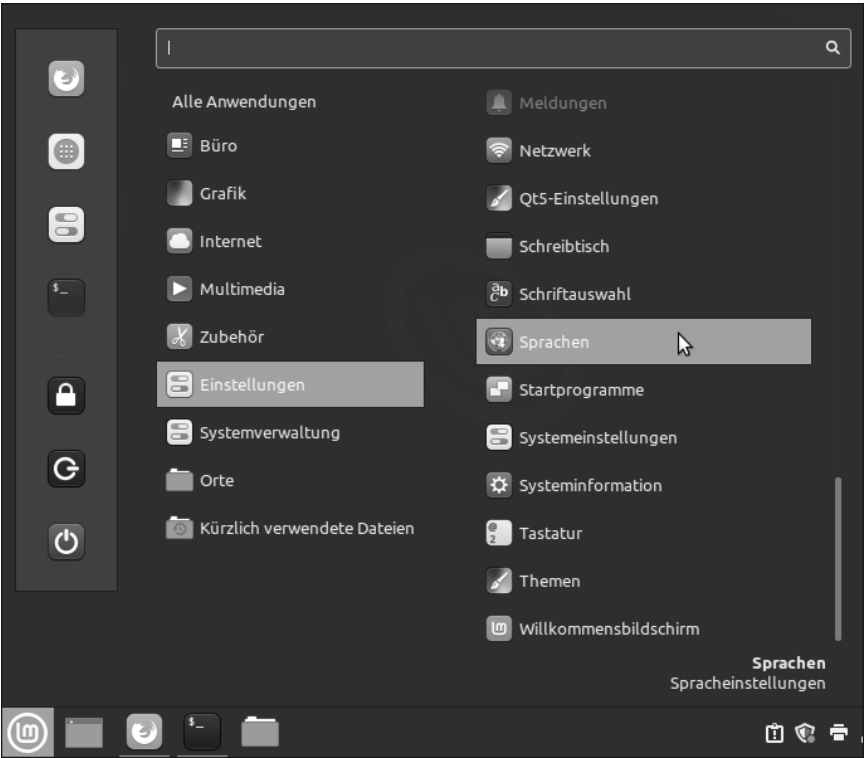 Alle Anwendungen
Büro
Grafik
Internet
Multimedia
Zubehör
Einstellungen
Systemverwaltung
Orte
Kürzlich verwendete Dateien
Meldungen
Netzwerk
Qt5-Einstellungen
Schreibtisch
Schriftauswahl
Sprachen
Startprogramme
Systemeinstellungen
Systeminformation
Tastatur
Themen
Willkommensbildschirm
Sprachen
Spracheinstellungen